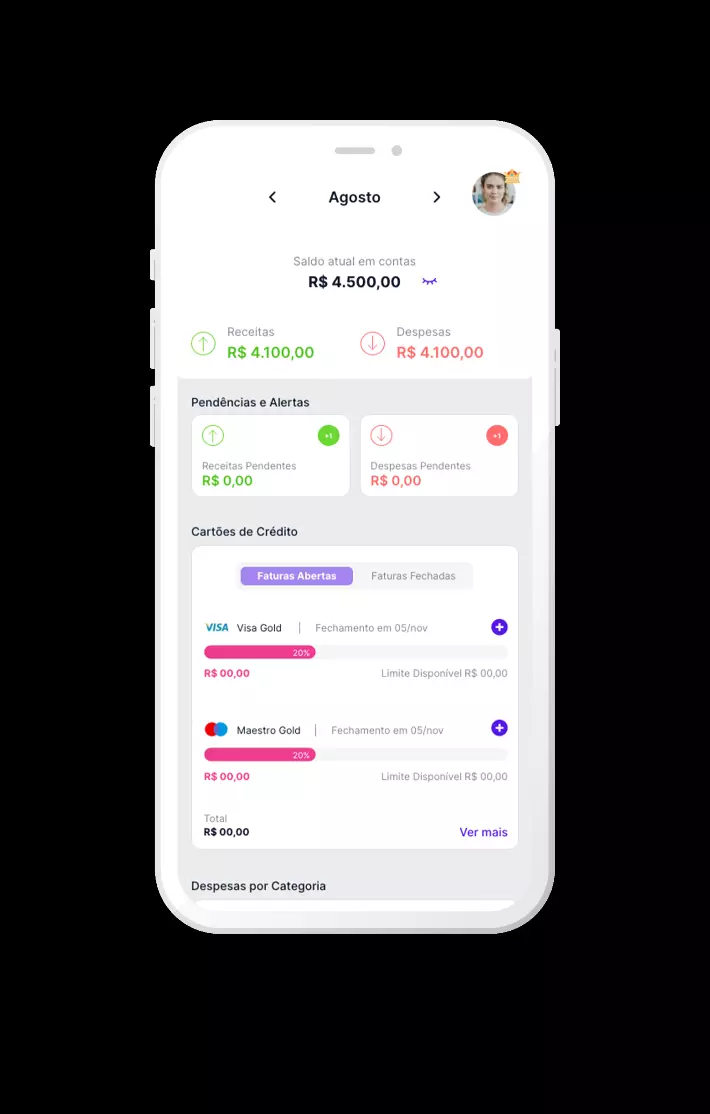 Agosto
Saldo atual em contas
R$ 4.500,00
Receitas
R$ 4.100,00
Despesas
R$ 4.100,00
Pendências e Alertas
+1
Receitas Pendentes
R$ 0,00
+1
Despesas Pendentes
R$ 0,00
Cartões de Crédito
Faturas Abertas
Faturas Fechadas
VISA Visa Gold | Fechamento em 05/nov
20%
R$ 00,00
Limite Disponível R$ 00,00
Maestro Gold | Fechamento em 05/nov
20%
R$ 00,00
Limite Disponível R$ 00,00
Total
R$ 00,00
Ver mais
Despesas por Categoria